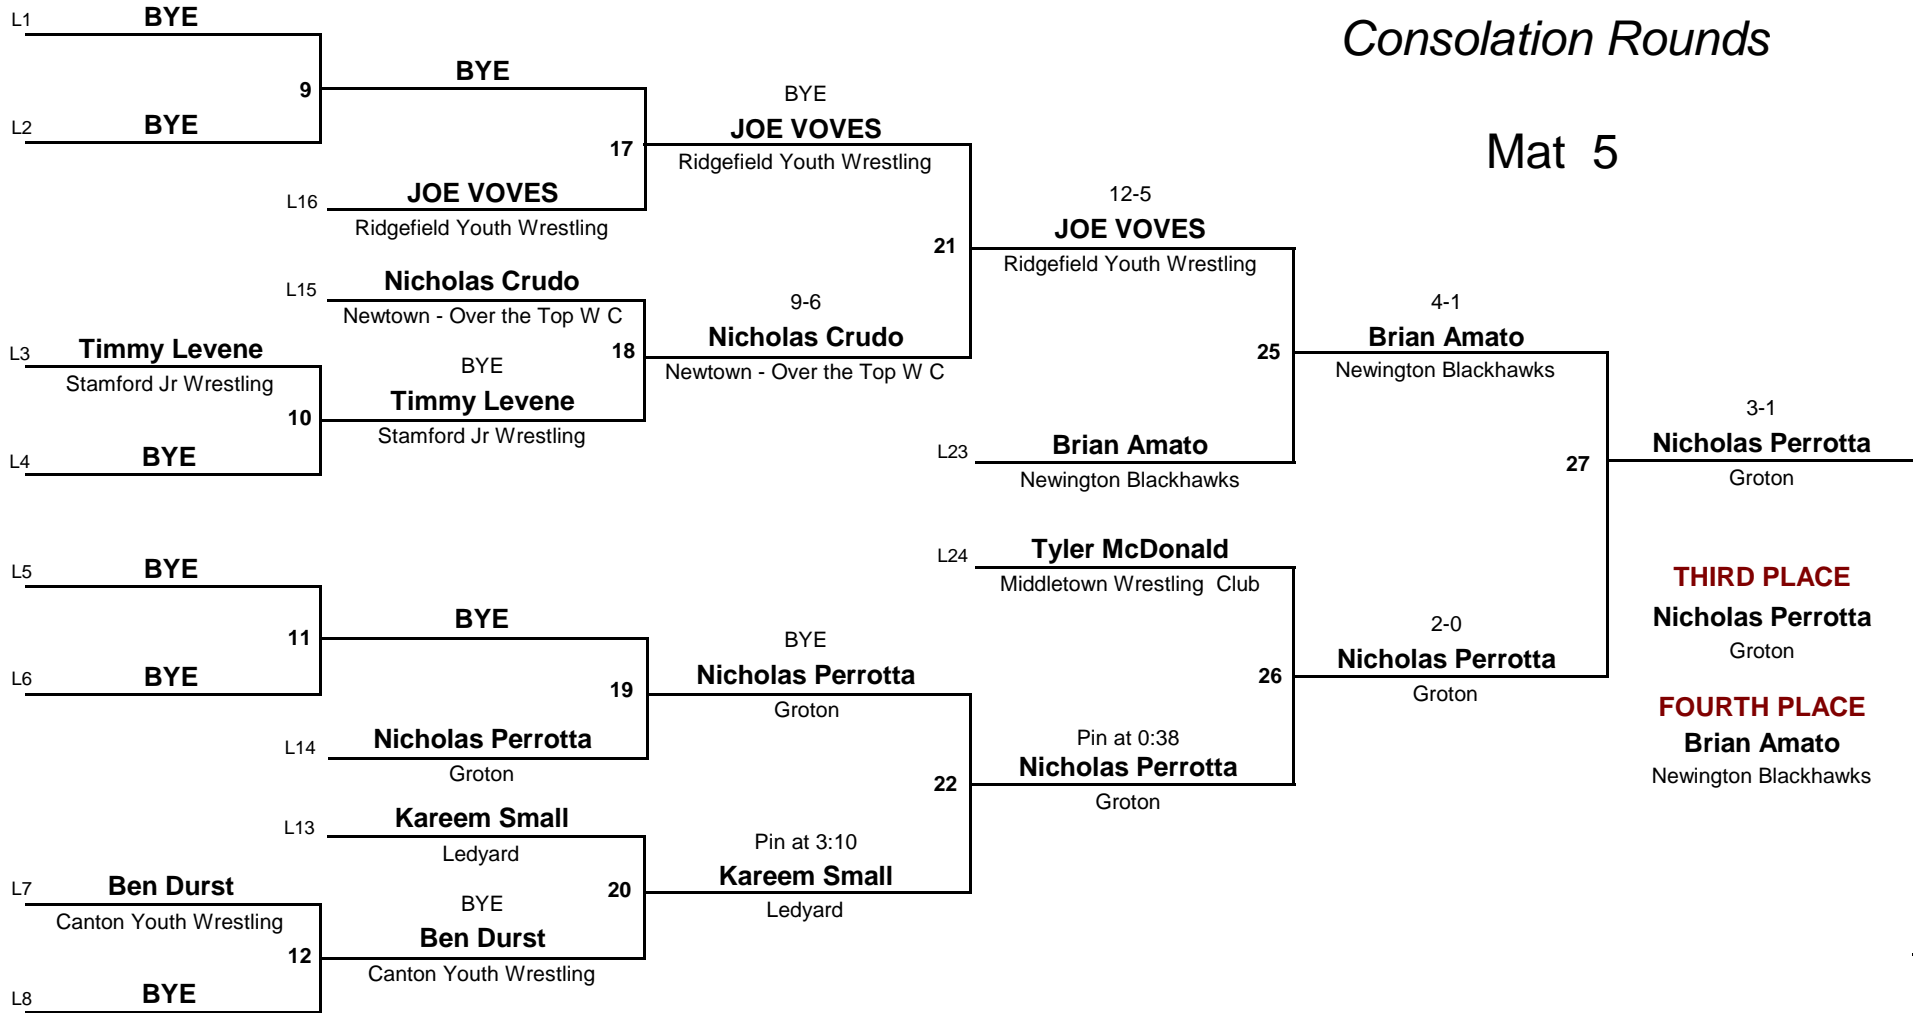 Consolation Rounds
Mat 5
L1 BYE
9
L2 BYE
BYE
17
L16 JOE VOVES
Ridgefield Youth Wrestling
BYE
JOE VOVES
Ridgefield Youth Wrestling
21
L15 Nicholas Crudo
Newtown - Over the Top W C
18
L3 Timmy Levene
Stamford Jr Wrestling
10
L4 BYE
BYE
Timmy Levene
Stamford Jr Wrestling
9-6
Nicholas Crudo
Newtown - Over the Top W C
12-5
JOE VOVES
Ridgefield Youth Wrestling
25
L23 Brian Amato
Newington Blackhawks
4-1
Brian Amato
Newington Blackhawks
27
L5 BYE
11
L6 BYE
BYE
19
L14 Nicholas Perrotta
Groton
BYE
Nicholas Perrotta
Groton
22
L13 Kareem Small
Ledyard
20
L7 Ben Durst
Canton Youth Wrestling
12
L8 BYE
BYE
Ben Durst
Canton Youth Wrestling
Pin at 3:10
Kareem Small
Ledyard
L24 Tyler McDonald
Middletown Wrestling Club
26
Pin at 0:38
Nicholas Perrotta
Groton
2-0
Nicholas Perrotta
Groton
3-1
Nicholas Perrotta
Groton
THIRD PLACE
Nicholas Perrotta
Groton
FOURTH PLACE
Brian Amato
Newington Blackhawks